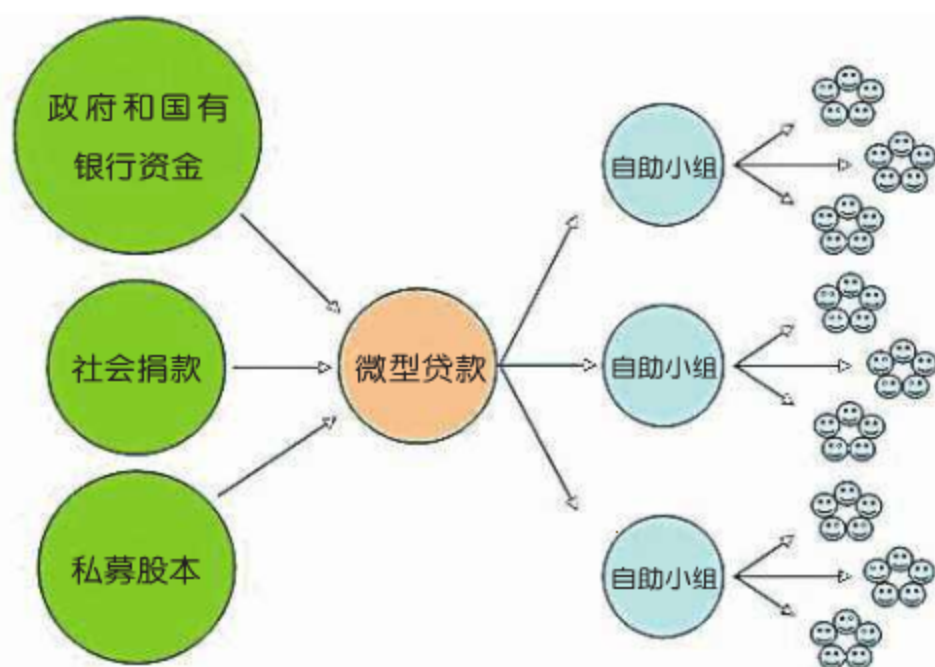 政府和国有
银行资金
社会捐款
私募股本
微型贷款
自助小组
自助小组
自助小组